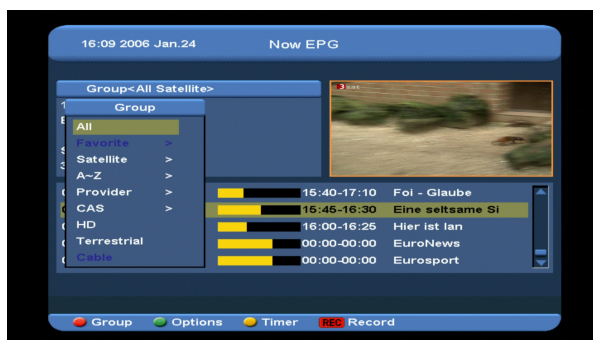 16:09 2006 Jan.24 Now EPG
Group<All Satellite>
3sat
Group
All
Favorite >
Satellite >
A~Z >
Provider >
CAS >
HD
Terrestrial
Cable
15:40-17:10 Foi - Glaube
15:45-16:30 Eine seltsame Si
16:00-16:25 Hier ist Ian
00:00-00:00 EuroNews
00:00-00:00 Eurosport
Group Options Timer REC Record